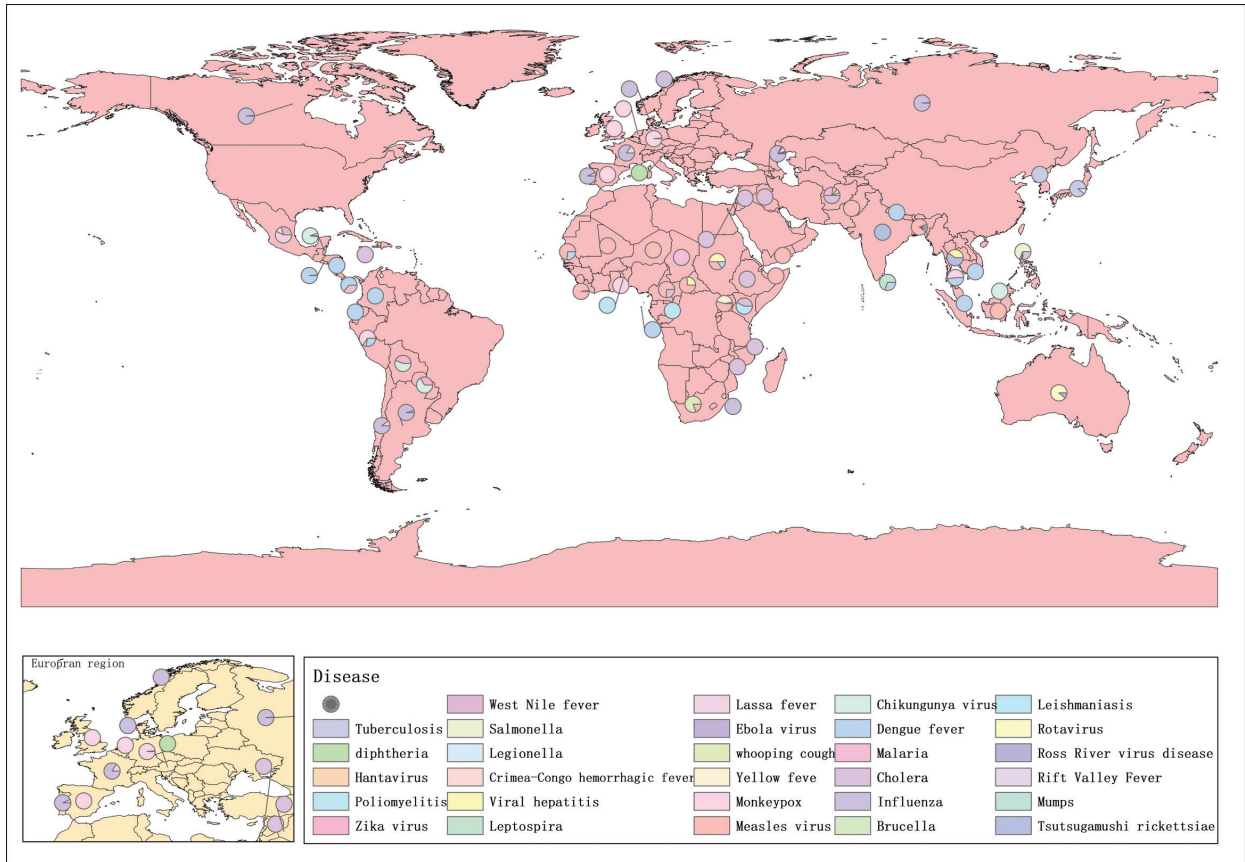 Europran region
Disease
West Nile fever Lassa fever Chikungunya virus Leishmaniasis
Tuberculosis Salmonella Ebola virus Dengue fever Rotavirus
diphtheria Legionella whooping cough Malaria Ross River virus disease
Hantavirus Crimea-Congo hemorrhagic fever Yellow feve Cholera Rift Valley Fever
Poliomyelitis Viral hepatitis Monkeypox Influenza Mumps
Zika virus Leptospira Measles virus Brucella Tsutsugamushi rickettsiae